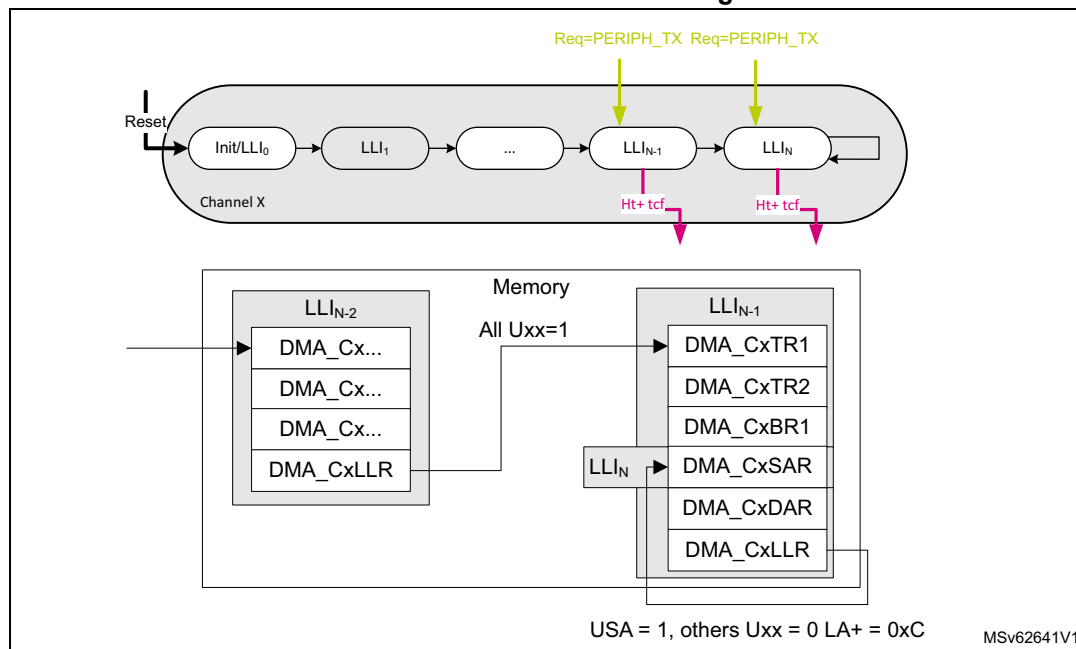 Req=PERIPH_TX Req=PERIPH_TX
Reset
Init/LLI0
LLI1
...
LLIN-1
LLIN
Channel X
Ht+ tcf
Ht+ tcf
Memory
LLIN-2
LLIN-1
All Uxx=1
DMA_Cx...
DMA_CxTR1
DMA_Cx...
DMA_CxTR2
DMA_Cx...
DMA_CxBR1
DMA_CxLLR
LLIN
DMA_CxSAR
DMA_CxDAR
DMA_CxLLR
USA = 1, others Uxx = 0 LA+ = 0xC
MSv62641V1